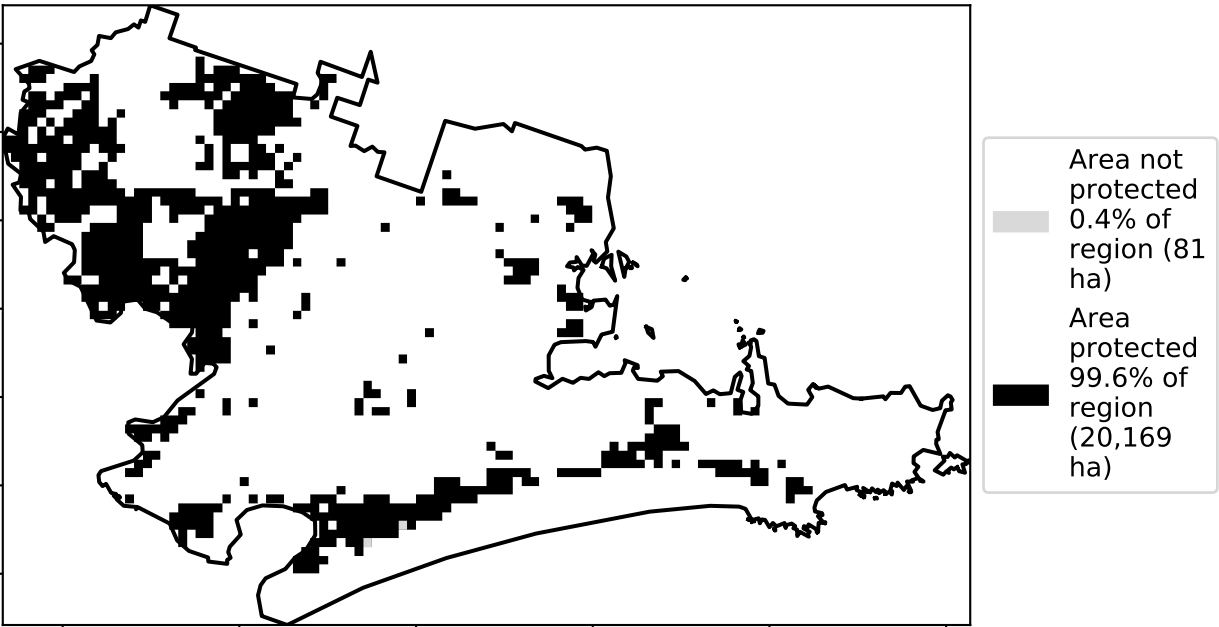 Area not
protected
0.4% of
region (81
ha)
Area
protected
99.6% of
region
(20,169
ha)